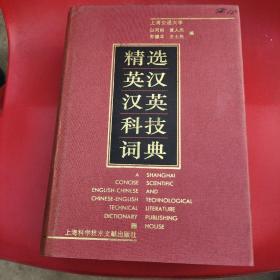 上海交通大学
编
精选
英汉
汉英
科技
词典
A SHANGHAI
CONCISE SCIENTIFIC
ENGLISH-CHINESE AND
CHINESE-ENGLISH TECHNOLOGICAL
TECHNICAL LITERATURE
DICTIONARY PUBLISHING
HOUSE
上海科学技术文献出版社